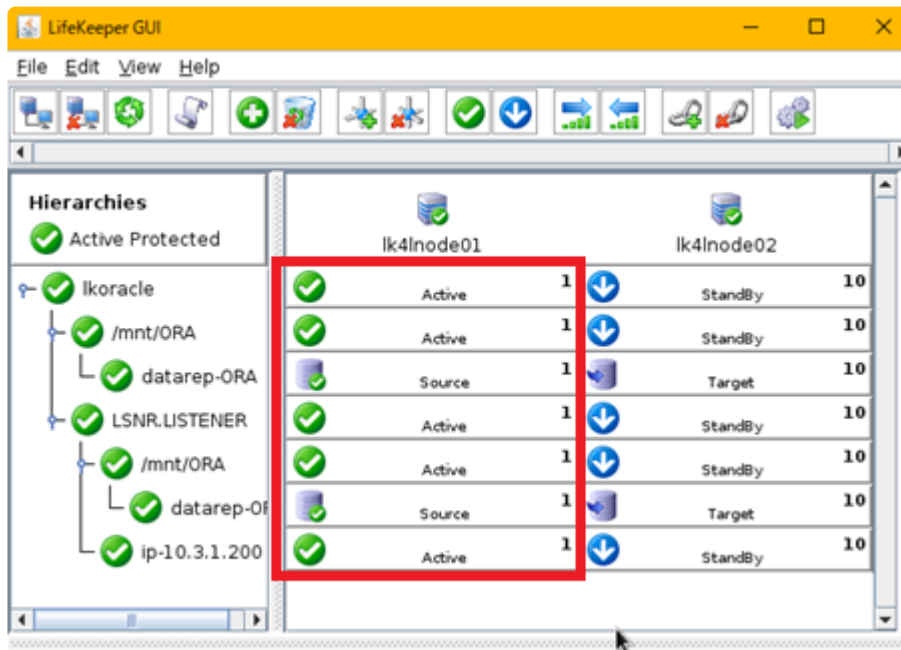 LifeKeeper GUI
File Edit View Help
Hierarchies
Active Protected
lk4lnode01 lk4lnode02
lkoracle 1 Active 10 StandBy
/mnt/ORA 1 Active 10 StandBy
datarep-ORA 1 Source 10 Target
LSNR.LISTENER 1 Active 10 StandBy
/mnt/ORA 1 Active 10 StandBy
datarep-OR 1 Source 10 Target
ip-10.3.1.200 1 Active 10 StandBy